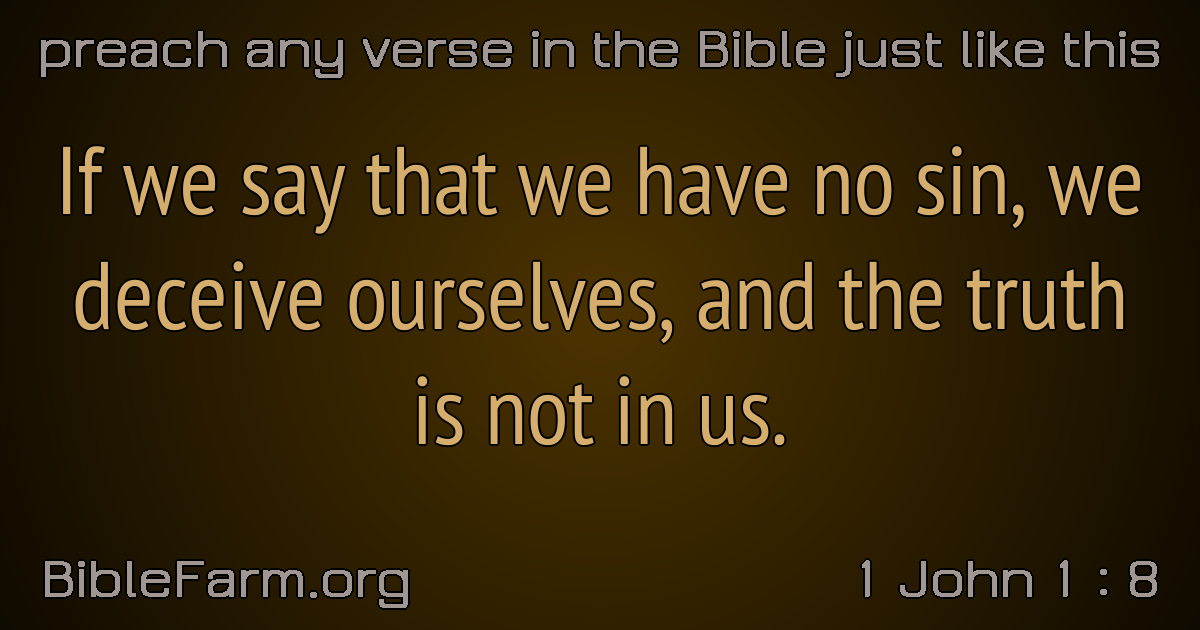 preach any verse in the Bible just like this
If we say that we have no sin, we
deceive ourselves, and the truth
is not in us.
BibleFarm.org
1 John 1 : 8